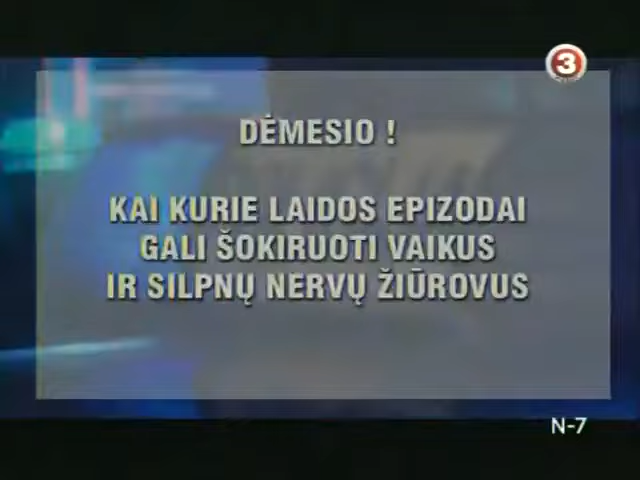 3
DĖMESIO !
KAI KURIE LAIDOS EPIZODAI
GALI ŠOKIRUOTI VAIKUS
IR SILPNŲ NERVŲ ŽIŪROVUS
N-7